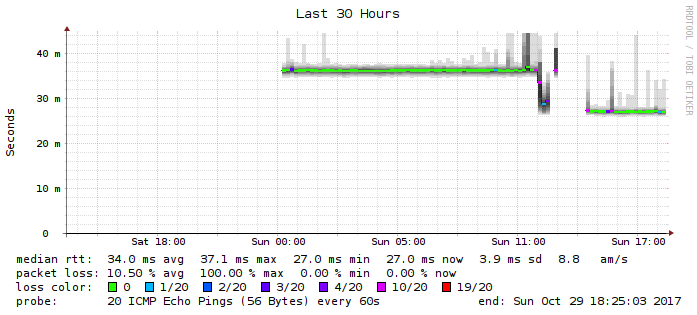 Last 30 Hours
RRDTOOL / TOBI OETIKER
Seconds
40 m
30 m
20 m
10 m
0
Sat 18:00 Sun 00:00 Sun 05:00 Sun 11:00 Sun 17:00
median rtt: 34.0 ms avg 37.1 ms max 27.0 ms min 27.0 ms now 3.9 ms sd 8.8 am/s
packet loss: 10.50 % avg 100.00 % max 0.00 % min 0.00 % now
loss color: 0 1/20 2/20 3/20 4/20 10/20 19/20
probe: 20 ICMP Echo Pings (56 Bytes) every 60s end: Sun Oct 29 18:25:03 2017